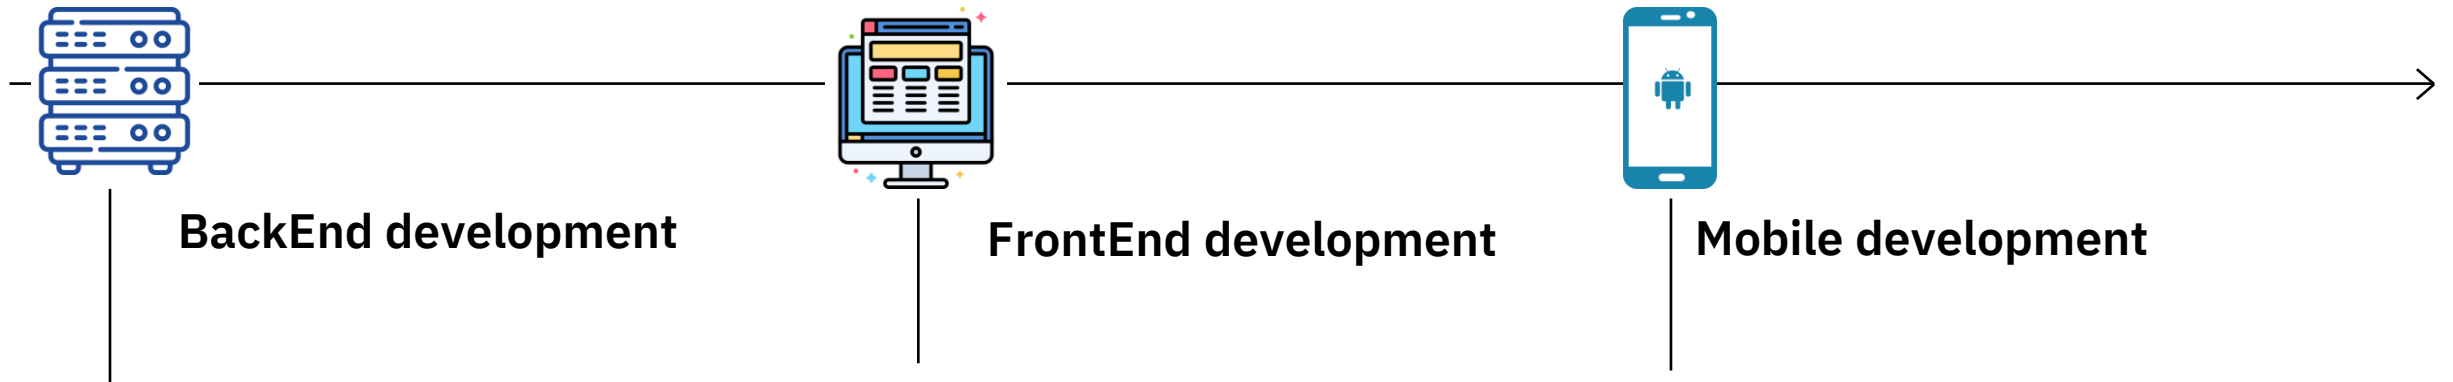 BackEnd development
FrontEnd development
Mobile development